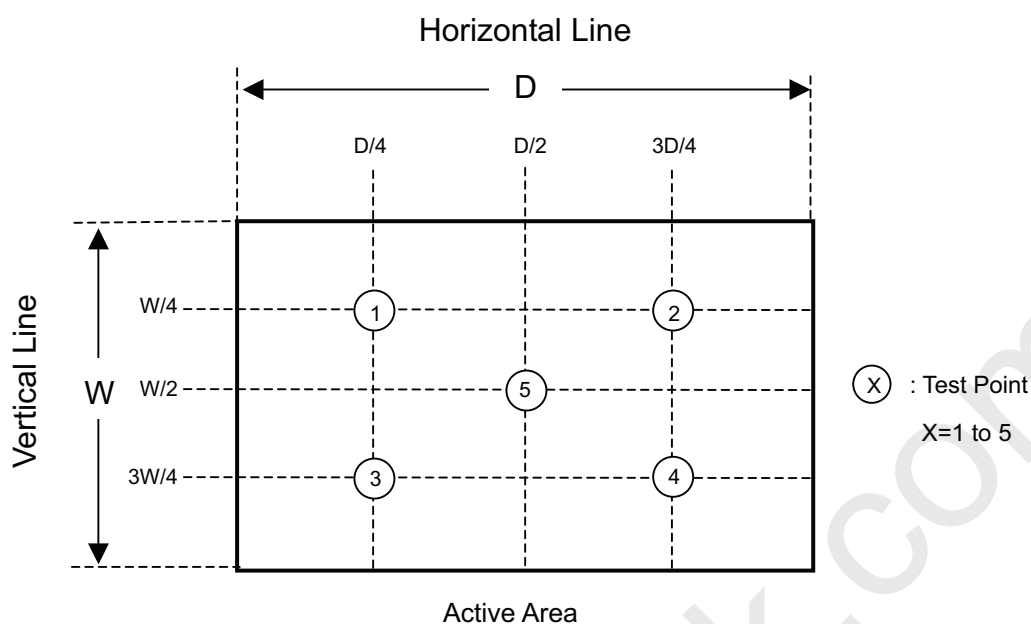 Horizontal Line
D
D/4 D/2 3D/4
Vertical Line
W
W/4
W/2
3W/4
1 2
5
3 4
X : Test Point
X=1 to 5
Active Area
k.com